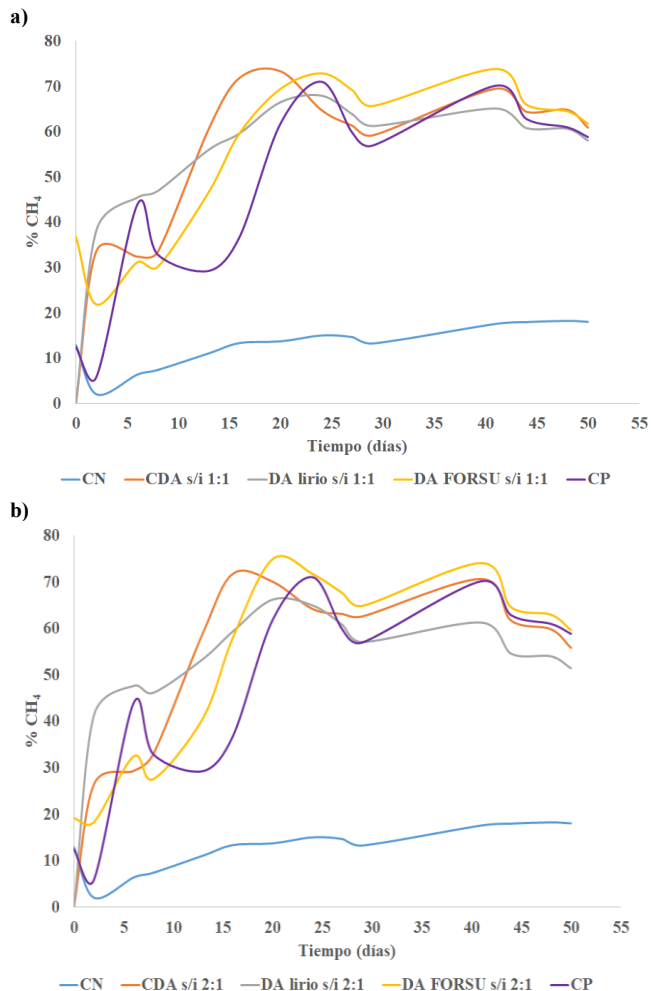 a)
80
70
60
50
40
30
20
10
0
% CH₄
0 5 10 15 20 25 30 35 40 45 50 55
Tiempo (días)
CN CDA s/i 1:1 DA lirio s/i 1:1 DA FORSU s/i 1:1 CP
b)
80
70
60
50
40
30
20
10
0
% CH₄
0 5 10 15 20 25 30 35 40 45 50 55
Tiempo (días)
CN CDA s/i 2:1 DA lirio s/i 2:1 DA FORSU s/i 2:1 CP